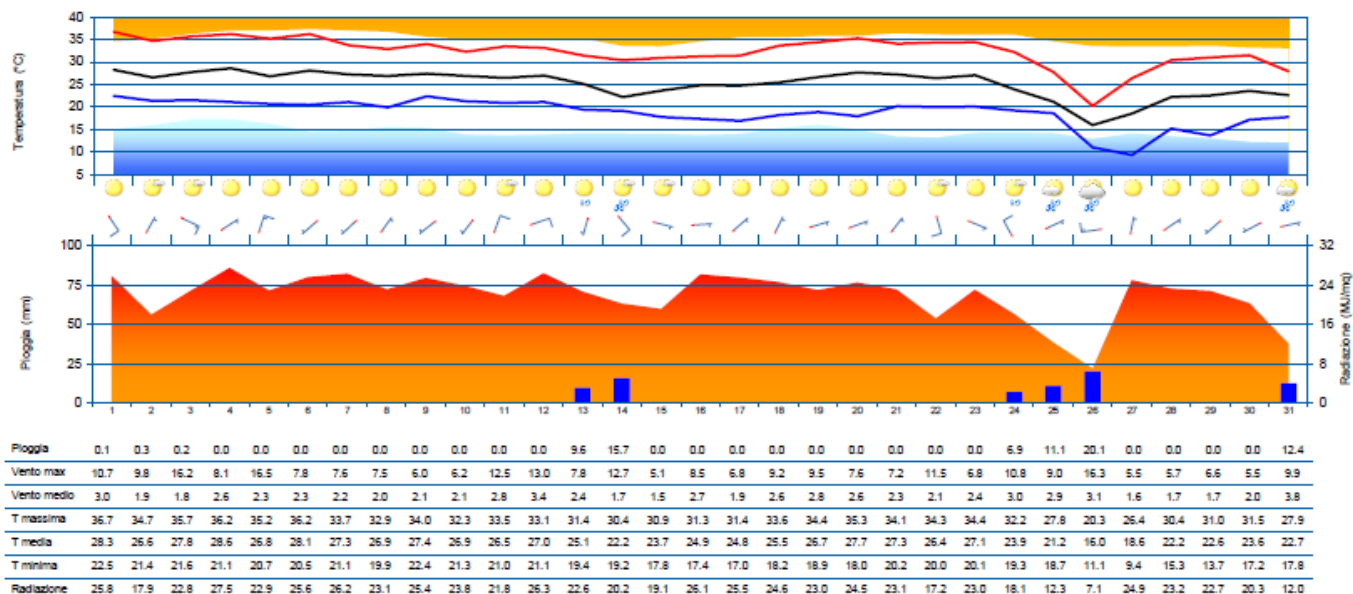 40
35
30
25
20
15
10
5
Temperatura (°C)
100
75
50
25
0
Pioggia (mm)
32
24
16
8
0
Radiazione (MJ/mq)
1 2 3 4 5 6 7 8 9 10 11 12 13 14 15 16 17 18 19 20 21 22 23 24 25 26 27 28 29 30 31
Pioggia 0.1 0.3 0.2 0.0 0.0 0.0 0.0 0.0 0.0 0.0 0.0 0.0 9.6 15.7 0.0 0.0 0.0 0.0 0.0 0.0 0.0 0.0 0.0 6.9 11.1 20.1 0.0 0.0 0.0 0.0 12.4
Vento max 10.7 9.8 16.2 8.1 16.5 7.8 7.6 7.5 6.0 6.2 12.5 13.0 7.8 12.7 5.1 8.5 6.8 9.2 9.5 7.6 7.2 11.5 6.8 10.8 9.0 16.3 5.5 5.7 6.6 5.5 9.9
Vento medio 3.0 1.9 1.8 2.6 2.3 2.3 2.2 2.0 2.1 2.1 2.8 3.4 2.4 1.7 1.5 2.7 1.9 2.6 2.8 2.6 2.3 2.1 2.4 3.0 2.9 3.1 1.6 1.7 1.7 2.0 3.8
T massima 36.7 34.7 35.7 36.2 35.2 36.2 33.7 32.9 34.0 32.3 33.5 33.1 31.4 30.4 30.9 31.3 31.4 33.6 34.4 35.3 34.1 34.3 34.4 32.2 27.8 20.3 26.4 30.4 31.0 31.5 27.9
T media 28.3 26.6 27.8 28.6 26.8 28.1 27.3 26.9 27.4 26.9 26.5 27.0 25.1 22.2 23.7 24.9 24.8 25.5 26.7 27.7 27.3 26.4 27.1 23.9 21.2 16.0 18.6 22.2 22.6 23.6 22.7
T minima 22.5 21.4 21.6 21.1 20.7 20.5 21.1 19.9 22.4 21.3 21.0 21.1 19.4 19.2 17.8 17.4 17.0 18.2 18.9 18.0 20.2 20.0 20.1 19.3 18.7 11.1 9.4 15.3 13.7 17.2 17.8
Radiazione 25.8 17.9 22.8 27.5 22.9 25.6 26.2 23.1 25.4 23.8 21.8 26.3 22.6 20.2 19.1 26.1 25.5 24.6 23.0 24.5 23.1 17.2 23.0 18.1 12.3 7.1 24.9 23.2 22.7 20.3 12.0